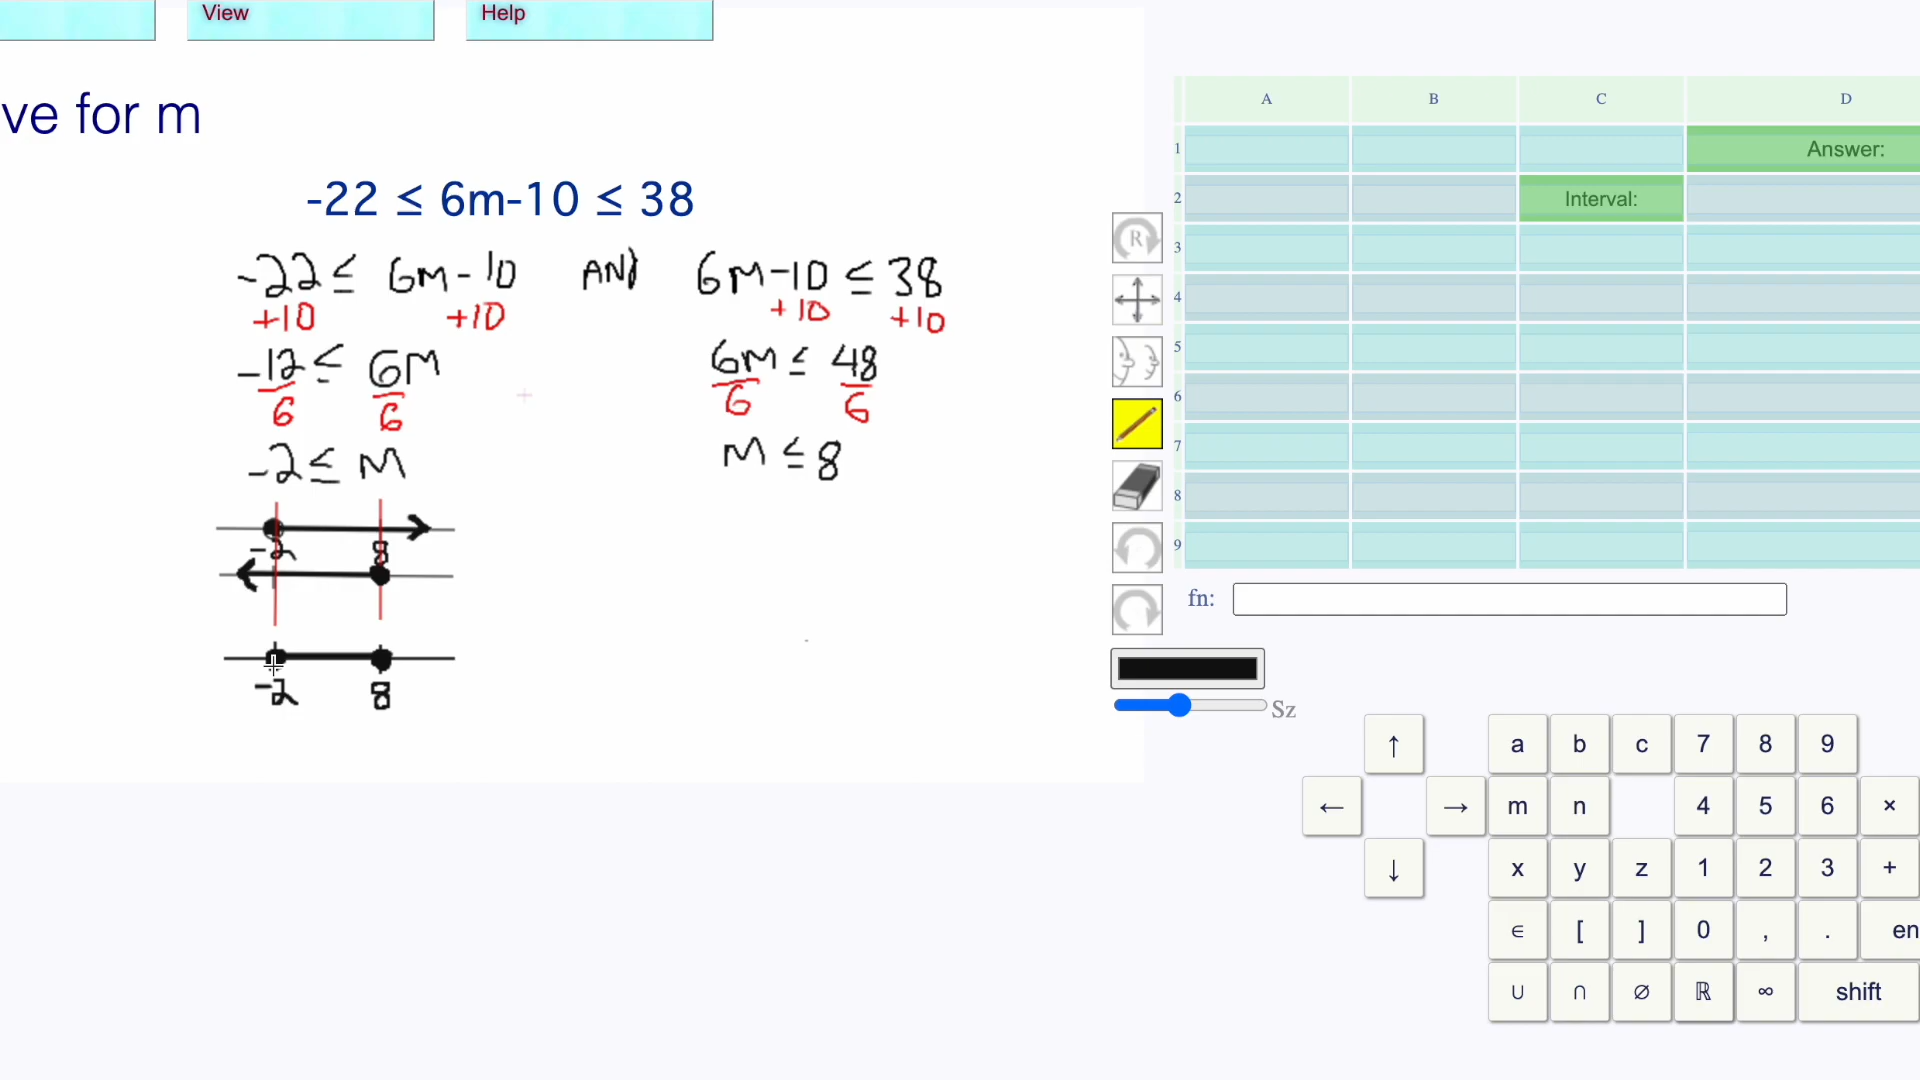 View Help
ve for m
-22 ≤ 6m-10 ≤ 38
-22 ≤ 6M-10 AND 6M-10 ≤ 38
+10 +10 +10 +10
-12 ≤ 6M 6M ≤ 48
6 6 6 6
-2 ≤ M M ≤ 8
-2 8
-2 8
A B C D
1 Answer:
2 Interval:
3
4
5
6
7
8
9
fn:
R
Sz
↑ a b c 7 8 9
← → m n 4 5 6 ×
↓ x y z 1 2 3 +
∈ [ ] 0 , . en
∪ ∩ ∅ ℝ ∞ shift